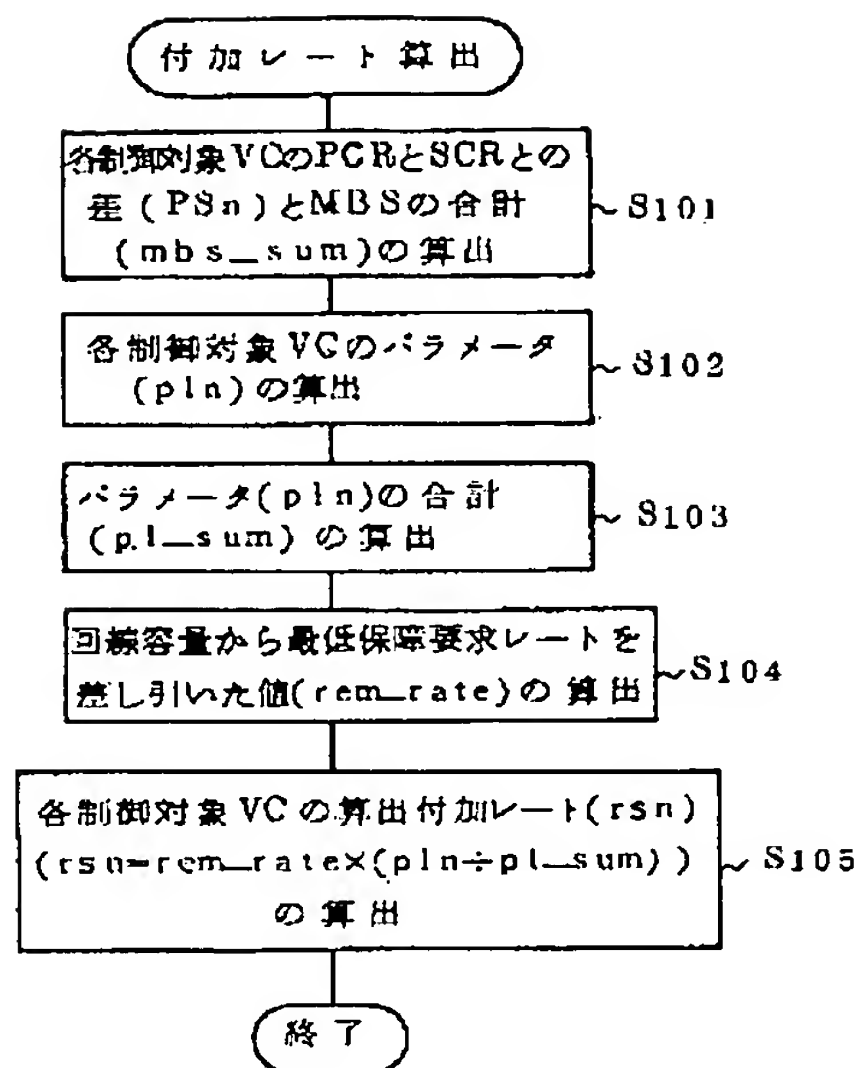 付加レート算出
各制御対象VCのPCRとSCRとの
差(PSn)とMBSの合計
(mbs_sum)の算出
S101
各制御対象VCのパラメータ
(pln)の算出
S102
パラメータ(pln)の合計
(pl_sum)の算出
S103
回線容量から最低保障要求レートを
差し引いた値(rem_rate)の算出
S104
各制御対象VCの算出付加レート(rsn)
(rsn=rem_rate×(pln÷pl_sum))
の算出
S105
終了